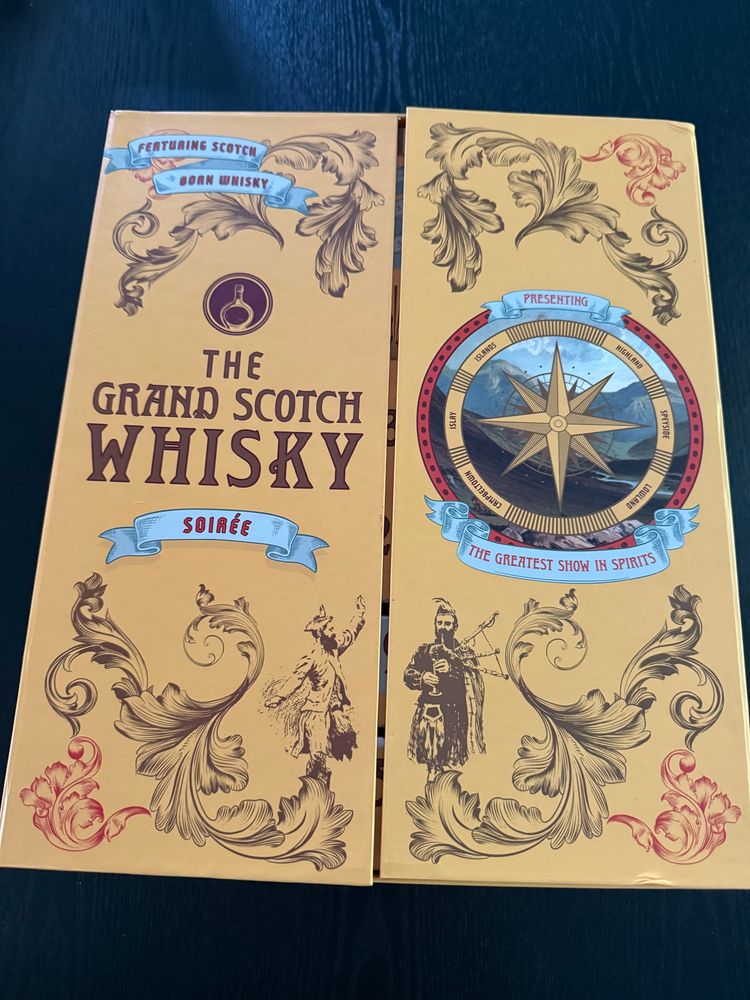 FEATURING SCOTCH
BORN WHISKY
THE
GRAND SCOTCH
WHISKY
SOIRÉE
PRESENTING
ISLANDS
HIGHLAND
ISLAY
SPEYSIDE
CAMPBELTOWN
LOWLAND
THE GREATEST SHOW IN SPIRITS